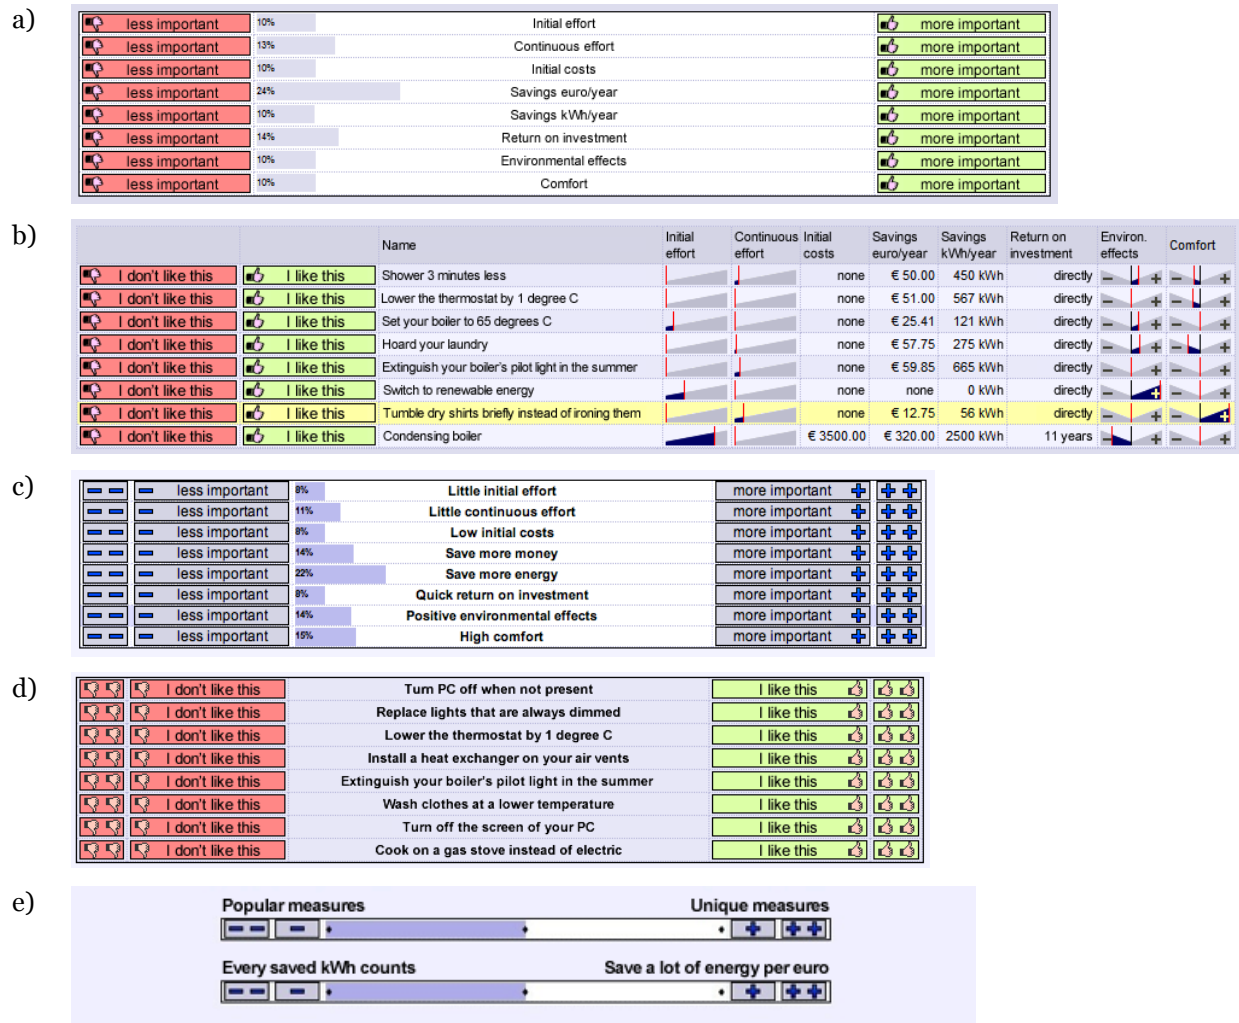 a)
less important 10% Initial effort more important
less important 13% Continuous effort more important
less important 10% Initial costs more important
less important 24% Savings euro/year more important
less important 10% Savings kWh/year more important
less important 14% Return on investment more important
less important 10% Environmental effects more important
less important 10% Comfort more important
b)
Name Initial effort Continuous effort Initial costs Savings euro/year Savings kWh/year Return on investment Environ. effects Comfort
I don't like this I like this Shower 3 minutes less none € 50.00 450 kWh directly − + − +
I don't like this I like this Lower the thermostat by 1 degree C none € 51.00 567 kWh directly − + − +
I don't like this I like this Set your boiler to 65 degrees C none € 25.41 121 kWh directly − + − +
I don't like this I like this Hoard your laundry none € 57.75 275 kWh directly − + − +
I don't like this I like this Extinguish your boiler's pilot light in the summer none € 59.85 665 kWh directly − + − +
I don't like this I like this Switch to renewable energy none none 0 kWh directly − + − +
I don't like this I like this Tumble dry shirts briefly instead of ironing them none € 12.75 56 kWh directly − + − +
I don't like this I like this Condensing boiler € 3500.00 € 320.00 2500 kWh 11 years − + − +
c)
− − − less important 8% Little initial effort more important + + +
− − − less important 11% Little continuous effort more important + + +
− − − less important 8% Low initial costs more important + + +
− − − less important 14% Save more money more important + + +
− − − less important 22% Save more energy more important + + +
− − − less important 8% Quick return on investment more important + + +
− − − less important 14% Positive environmental effects more important + + +
− − − less important 15% High comfort more important + + +
d)
I don't like this Turn PC off when not present I like this
I don't like this Replace lights that are always dimmed I like this
I don't like this Lower the thermostat by 1 degree C I like this
I don't like this Install a heat exchanger on your air vents I like this
I don't like this Extinguish your boiler's pilot light in the summer I like this
I don't like this Wash clothes at a lower temperature I like this
I don't like this Turn off the screen of your PC I like this
I don't like this Cook on a gas stove instead of electric I like this
e)
Popular measures Unique measures
− − − + + +
Every saved kWh counts Save a lot of energy per euro
− − − + + +